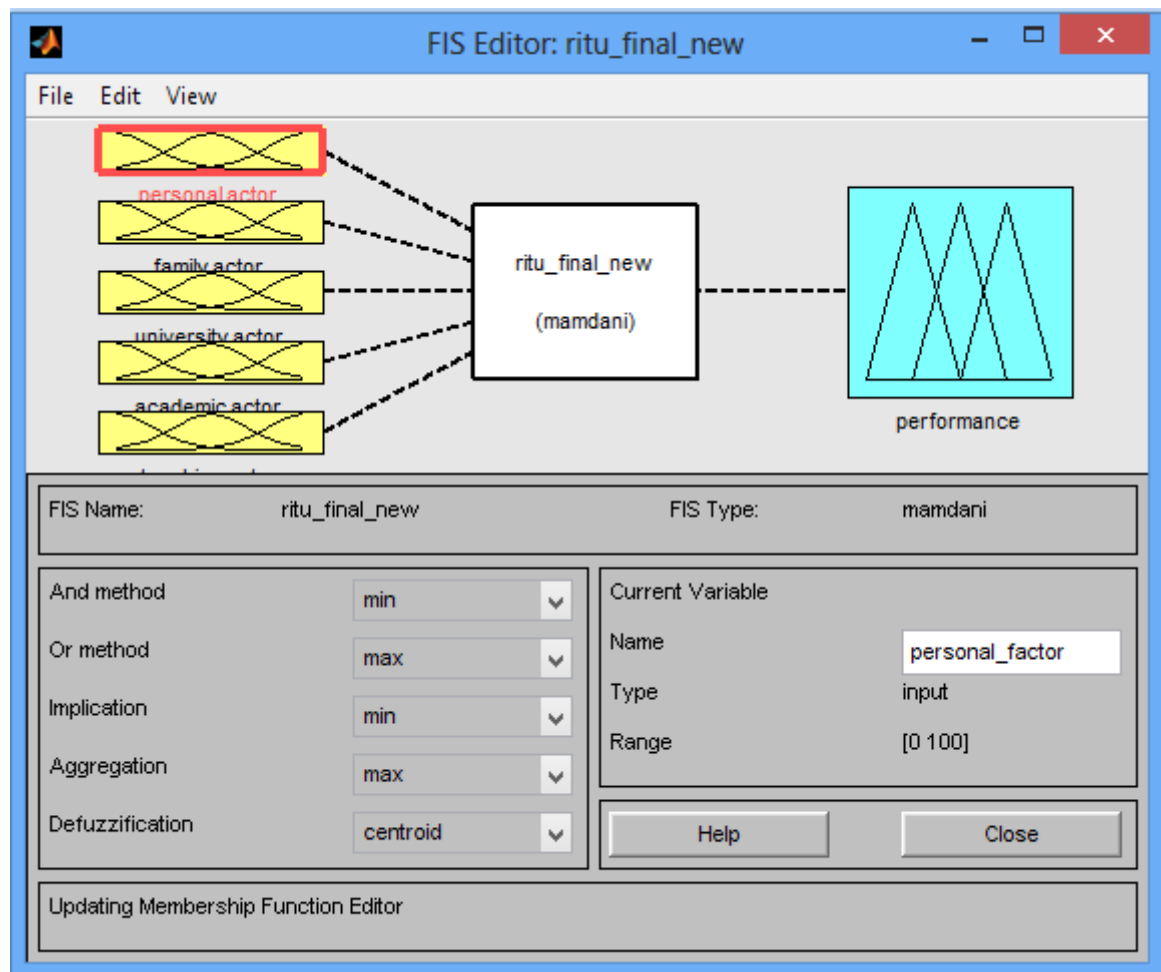 FIS Editor: ritu_final_new
File Edit View
personal actor
family actor
university actor
academic actor
ritu_final_new
(mamdani)
performance
FIS Name: ritu_final_new FIS Type: mamdani
And method min
Or method max
Implication min
Aggregation max
Defuzzification centroid
Current Variable
Name personal_factor
Type input
Range [0 100]
Help Close
Updating Membership Function Editor